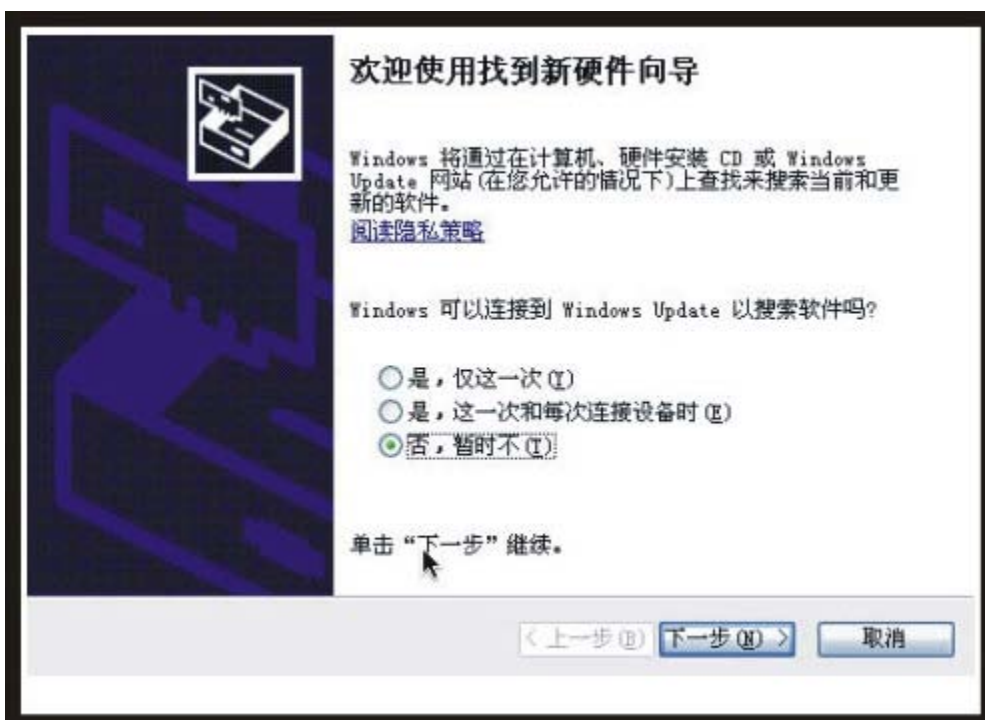 欢迎使用找到新硬件向导
Windows 将通过在计算机、硬件安装 CD 或 Windows
Update 网站(在您允许的情况下)上查找来搜索当前和更
新的软件。
阅读隐私策略
Windows 可以连接到 Windows Update 以搜索软件吗?
是，仅这一次(Y)
是，这一次和每次连接设备时(E)
否，暂时不(T)
单击“下一步”继续。
< 上一步(B) 下一步(N) > 取消